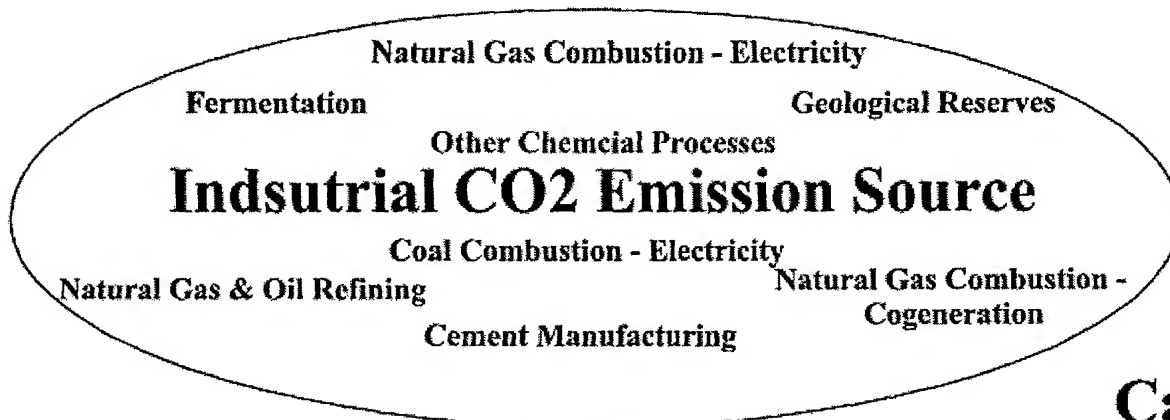 Natural Gas Combustion - Electricity
Fermentation
Geological Reserves
Other Chemcial Processes
Indsutrial CO2 Emission Source
Coal Combustion - Electricity
Natural Gas & Oil Refining
Natural Gas Combustion -
Cogeneration
Cement Manufacturing